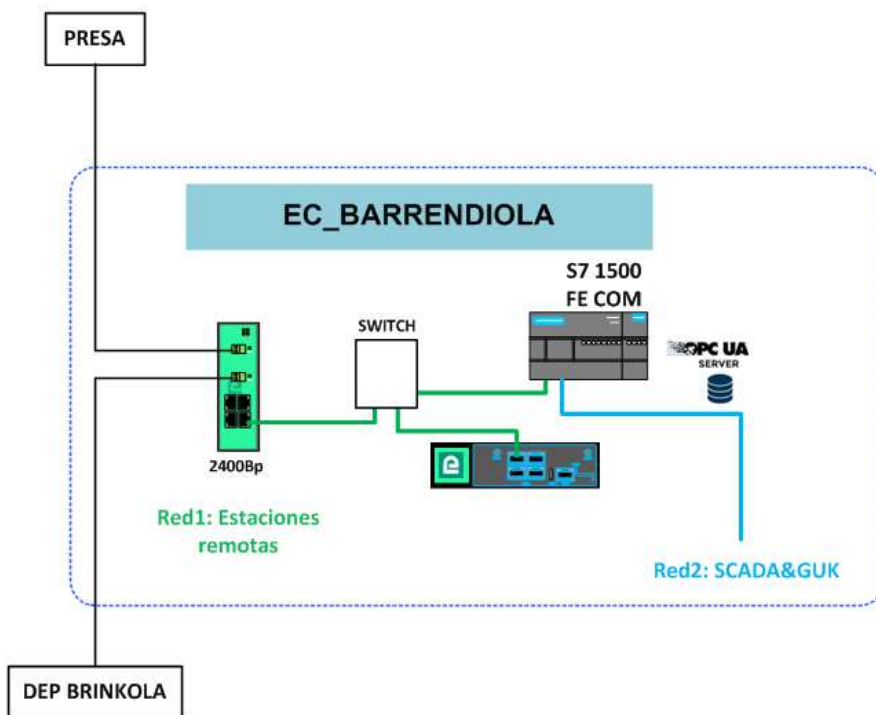 PRESA
EC_BARRENDIOLA
S7 1500
FE COM
SWITCH
OPC UA
SERVER
2400Bp
Red1: Estaciones
remotas
Red2: SCADA&GUK
DEP BRINKOLA